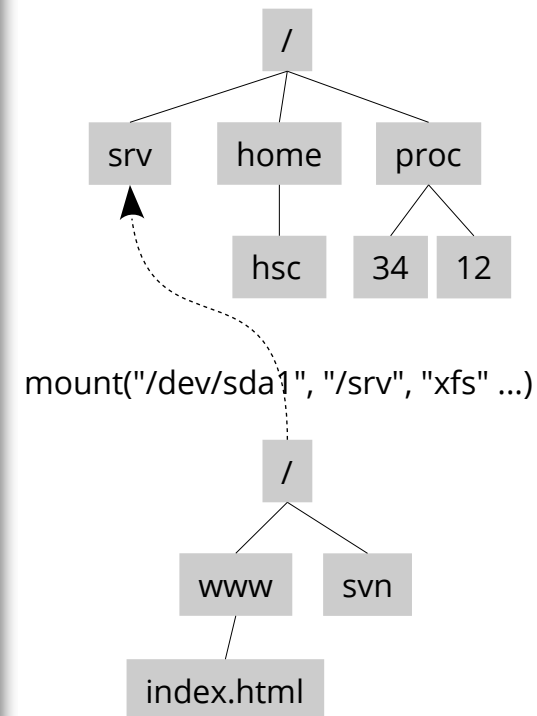 /
srv home proc
hsc 34 12
mount("/dev/sda1", "/srv", "xfs" ...)
/
www svn
index.html